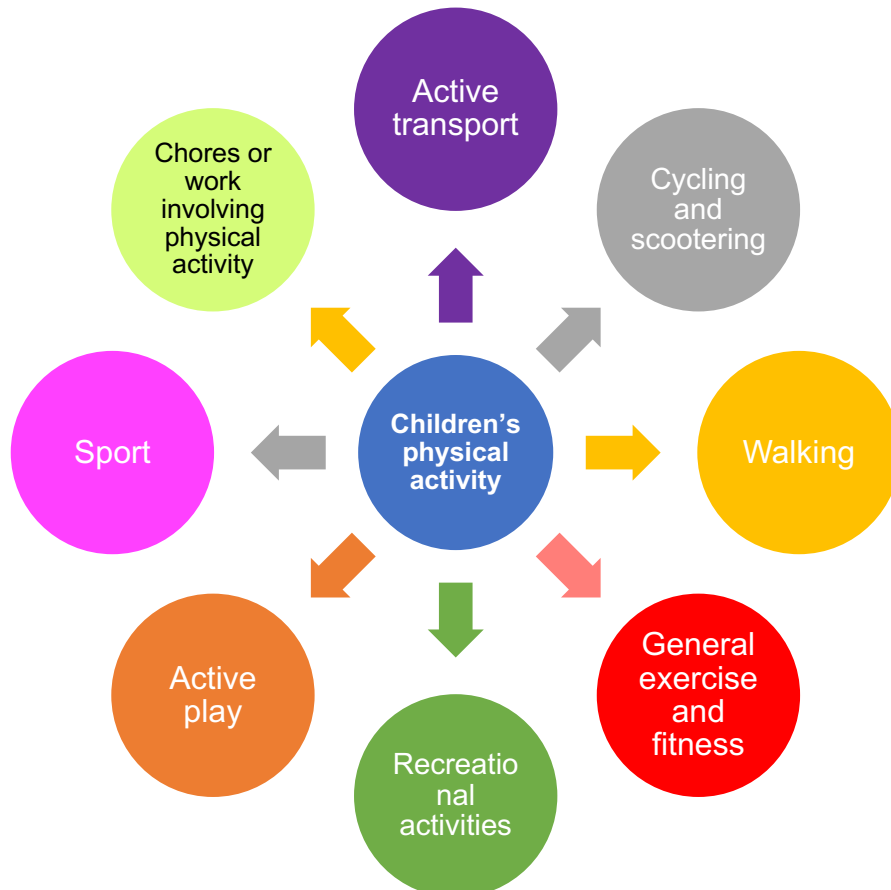 Active
transport
Cycling
and
scootering
Walking
General
exercise
and
fitness
Recreatio
nal
activities
Active
play
Sport
Chores or
work
involving
physical
activity
Children’s
physical
activity